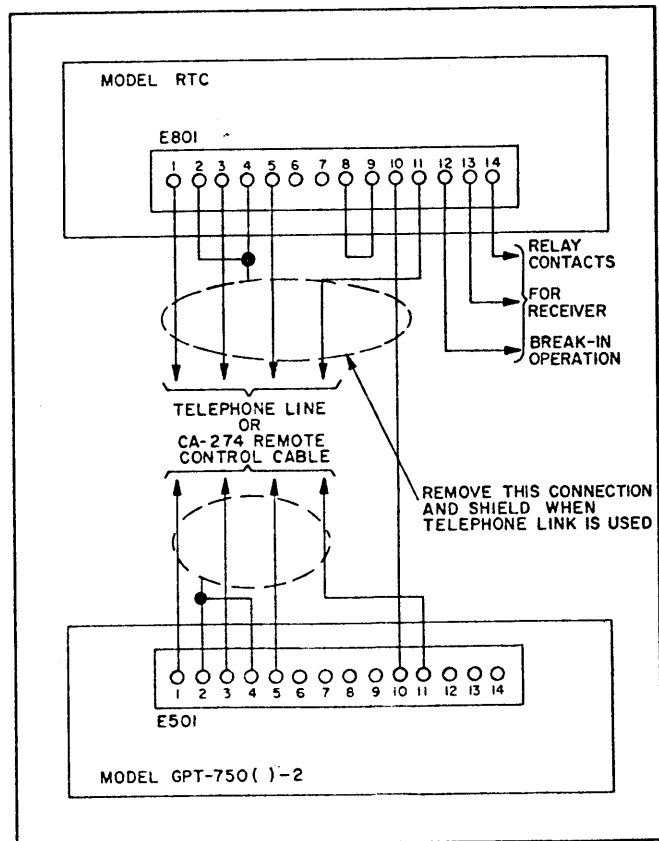 MODEL RTC
E801
1 2 3 4 5 6 7 8 9 10 11 12 13 14
RELAY
CONTACTS
FOR
RECEIVER
BREAK-IN
OPERATION
TELEPHONE LINE
OR
CA-274 REMOTE
CONTROL CABLE
REMOVE THIS CONNECTION
AND SHIELD WHEN
TELEPHONE LINK IS USED
1 2 3 4 5 6 7 8 9 10 11 12 13 14
E501
MODEL GPT-750( )-2